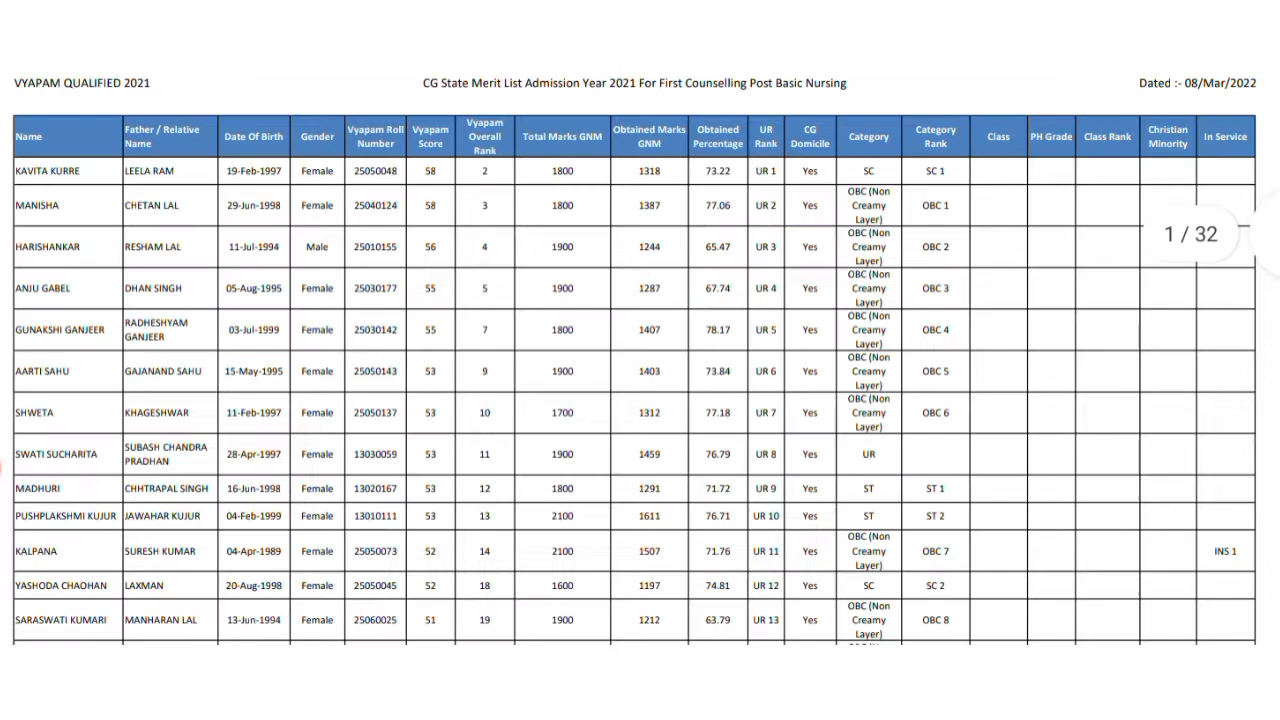 VYAPAM QUALIFIED 2021 CG State Merit List Admission Year 2021 For First Counselling Post Basic Nursing Dated :- 08/Mar/2022
Name Father / Relative Name Date Of Birth Gender Vyapam Roll Number Vyapam Score Vyapam Overall Rank Total Marks GNM Obtained Marks GNM Obtained Percentage UR Rank CG Domicile Category Category Rank Class PH Grade Class Rank Christian Minority In Service
KAVITA KURRE LEELA RAM 19-Feb-1997 Female 25050048 58 2 1800 1318 73.22 UR 1 Yes SC SC 1
MANISHA CHETAN LAL 29-Jun-1998 Female 25040124 58 3 1800 1387 77.06 UR 2 Yes OBC (Non Creamy Layer) OBC 1
1 / 32
HARISHANKAR RESHAM LAL 11-Jul-1994 Male 25010155 56 4 1900 1244 65.47 UR 3 Yes OBC (Non Creamy Layer) OBC 2
ANJU GABEL DHAN SINGH 05-Aug-1995 Female 25030177 55 5 1900 1287 67.74 UR 4 Yes OBC (Non Creamy Layer) OBC 3
GUNAKSHI GANJEER RADHESHYAM GANJEER 03-Jul-1999 Female 25030142 55 7 1800 1407 78.17 UR 5 Yes OBC (Non Creamy Layer) OBC 4
AARTI SAHU GAJANAND SAHU 15-May-1995 Female 25050143 53 9 1900 1403 73.84 UR 6 Yes OBC (Non Creamy Layer) OBC 5
SHWETA KHAGESHWAR 11-Feb-1997 Female 25050137 53 10 1700 1312 77.18 UR 7 Yes OBC (Non Creamy Layer) OBC 6
SWATI SUCHARITA SUBASH CHANDRA PRADHAN 28-Apr-1997 Female 13030059 53 11 1900 1459 76.79 UR 8 Yes UR
MADHURI CHHTRAPAL SINGH 16-Jun-1998 Female 13020167 53 12 1800 1291 71.72 UR 9 Yes ST ST 1
PUSHPLAKSHMI KUJUR JAWAHAR KUJUR 04-Feb-1999 Female 13010111 53 13 2100 1611 76.71 UR 10 Yes ST ST 2
KALPANA SURESH KUMAR 04-Apr-1989 Female 25050073 52 14 2100 1507 71.76 UR 11 Yes OBC (Non Creamy Layer) OBC 7 INS 1
YASHODA CHAOHAN LAXMAN 20-Aug-1998 Female 25050045 52 18 1600 1197 74.81 UR 12 Yes SC SC 2
SARASWATI KUMARI MANHARAN LAL 13-Jun-1994 Female 25060025 51 19 1900 1212 63.79 UR 13 Yes OBC (Non Creamy Layer) OBC 8